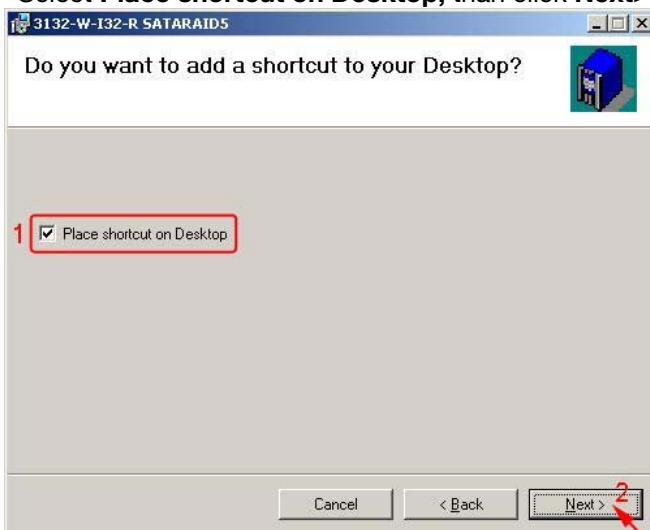 Select Place shortcut on Desktop, than click Next>
3132-W-I32-R SATARAID5
Do you want to add a shortcut to your Desktop?
1
Place shortcut on Desktop
2
Cancel
< Back
Next >